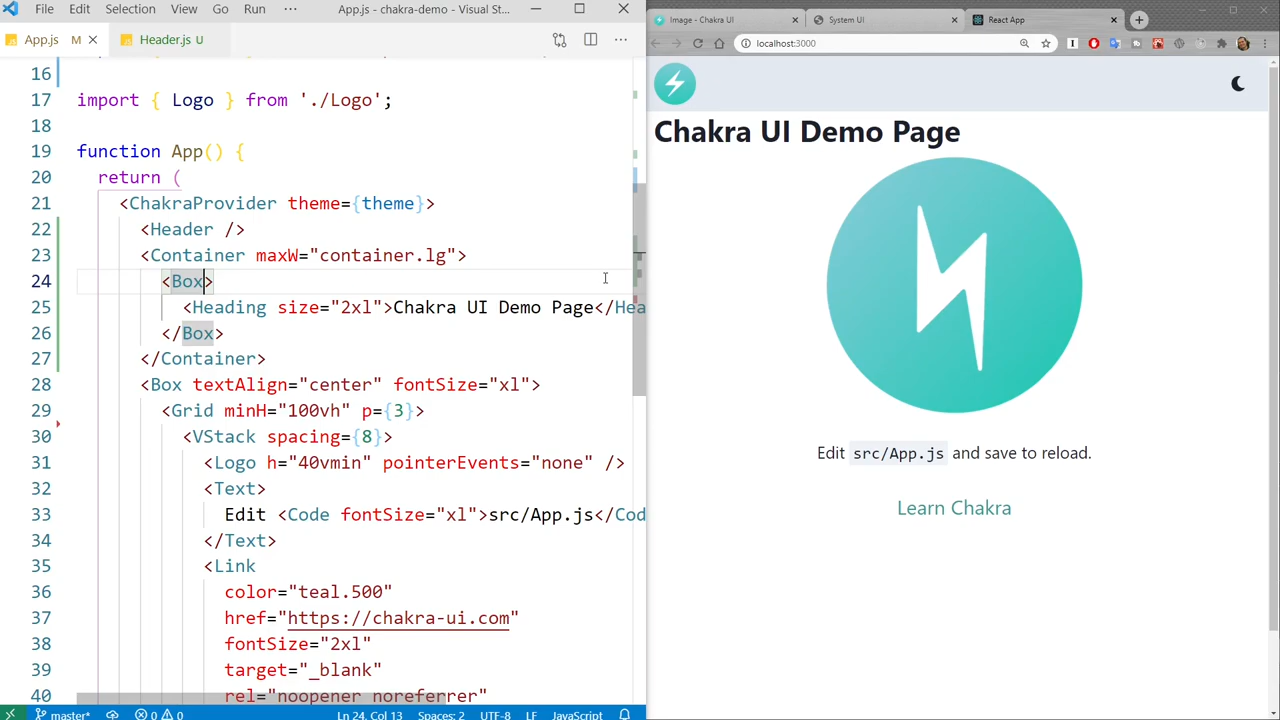 File Edit Selection View Go Run ··· App.js - chakra-demo - Visual St...
App.js M
Header.js U
16
17 import { Logo } from './Logo';
18
19 function App() {
20 return (
21 <ChakraProvider theme={theme}>
22 <Header />
23 <Container maxW="container.lg">
24 <Box>
25 <Heading size="2xl">Chakra UI Demo Page</Hea
26 </Box>
27 </Container>
28 <Box textAlign="center" fontSize="xl">
29 <Grid minH="100vh" p={3}>
30 <VStack spacing={8}>
31 <Logo h="40vmin" pointerEvents="none" />
32 <Text>
33 Edit <Code fontSize="xl">src/App.js</Cod
34 </Text>
35 <Link
36 color="teal.500"
37 href="https://chakra-ui.com"
38 fontSize="2xl"
39 target="_blank"
40 rel="noopener noreferrer"
master* 0 0 Ln 24, Col 13 Spaces: 2 UTF-8 LF JavaScript
Image - Chakra UI
System UI
React App
localhost:3000
Chakra UI Demo Page
Edit src/App.js and save to reload.
Learn Chakra